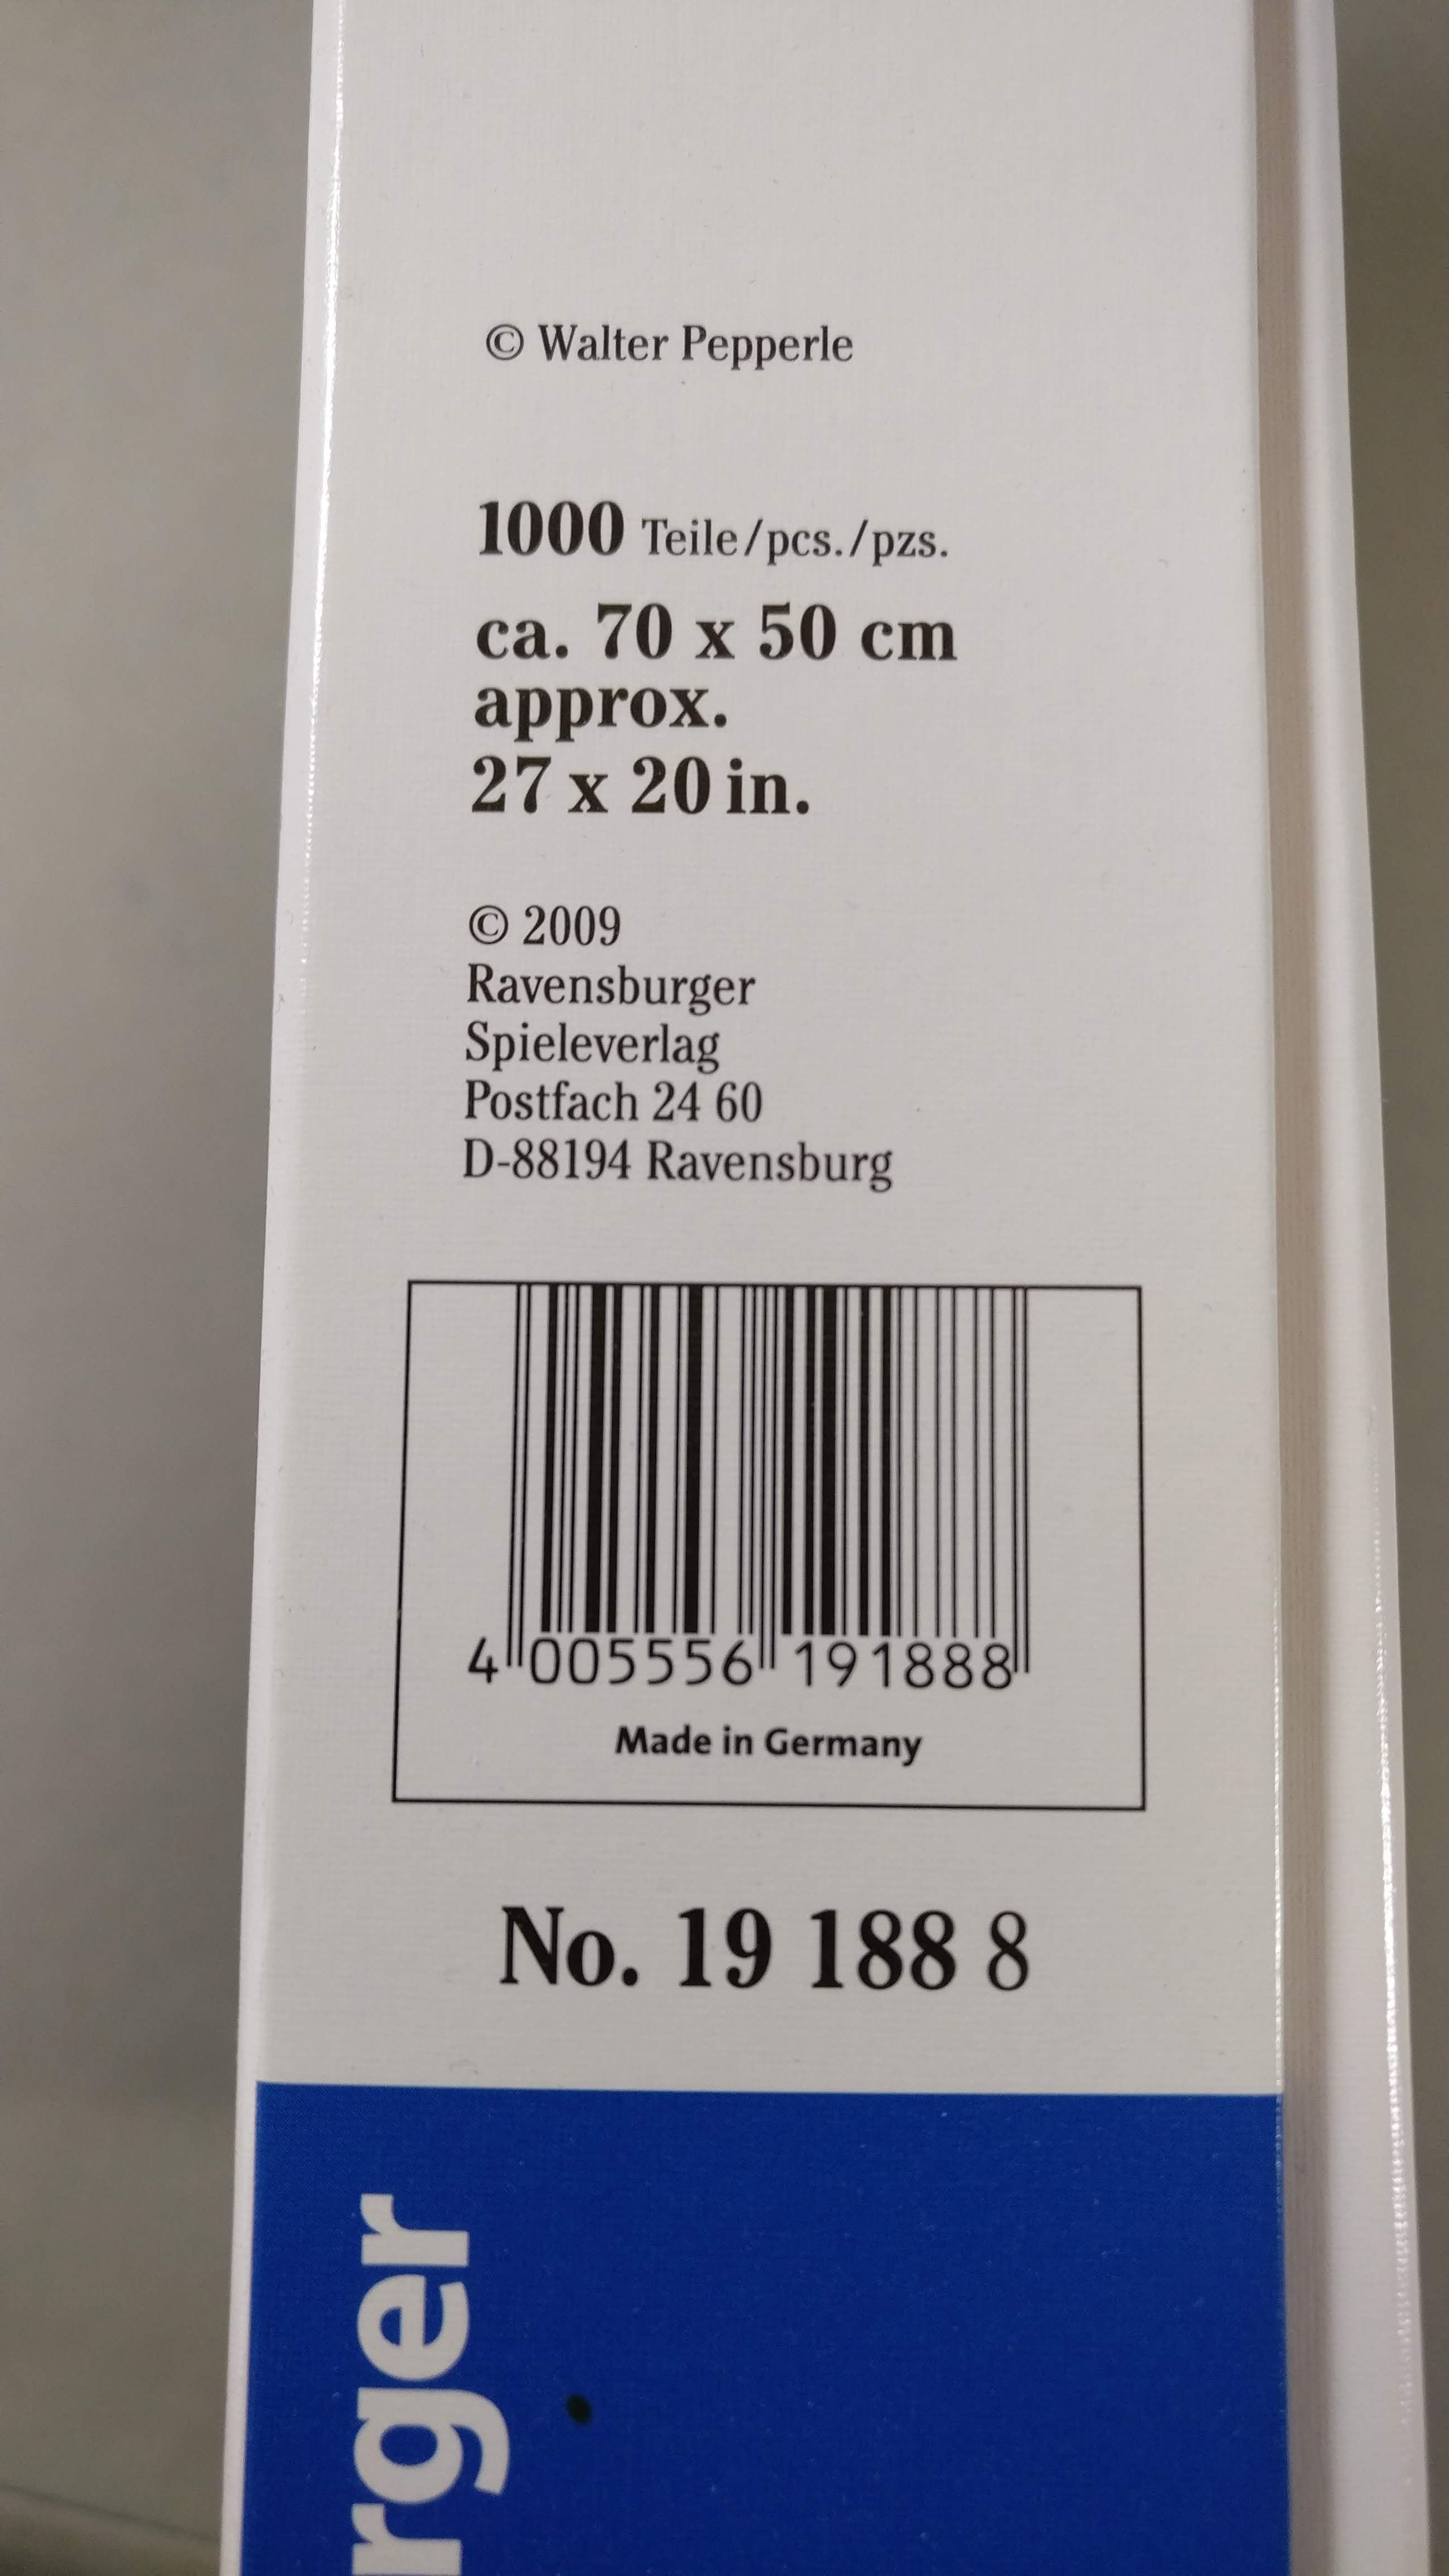 © Walter Pepperle
1000 Teile/pcs./pzs.
ca. 70 x 50 cm
approx.
27 x 20 in.
© 2009
Ravensburger
Spieleverlag
Postfach 24 60
D-88194 Ravensburg
4 005556 191888
Made in Germany
No. 19 188 8
rger